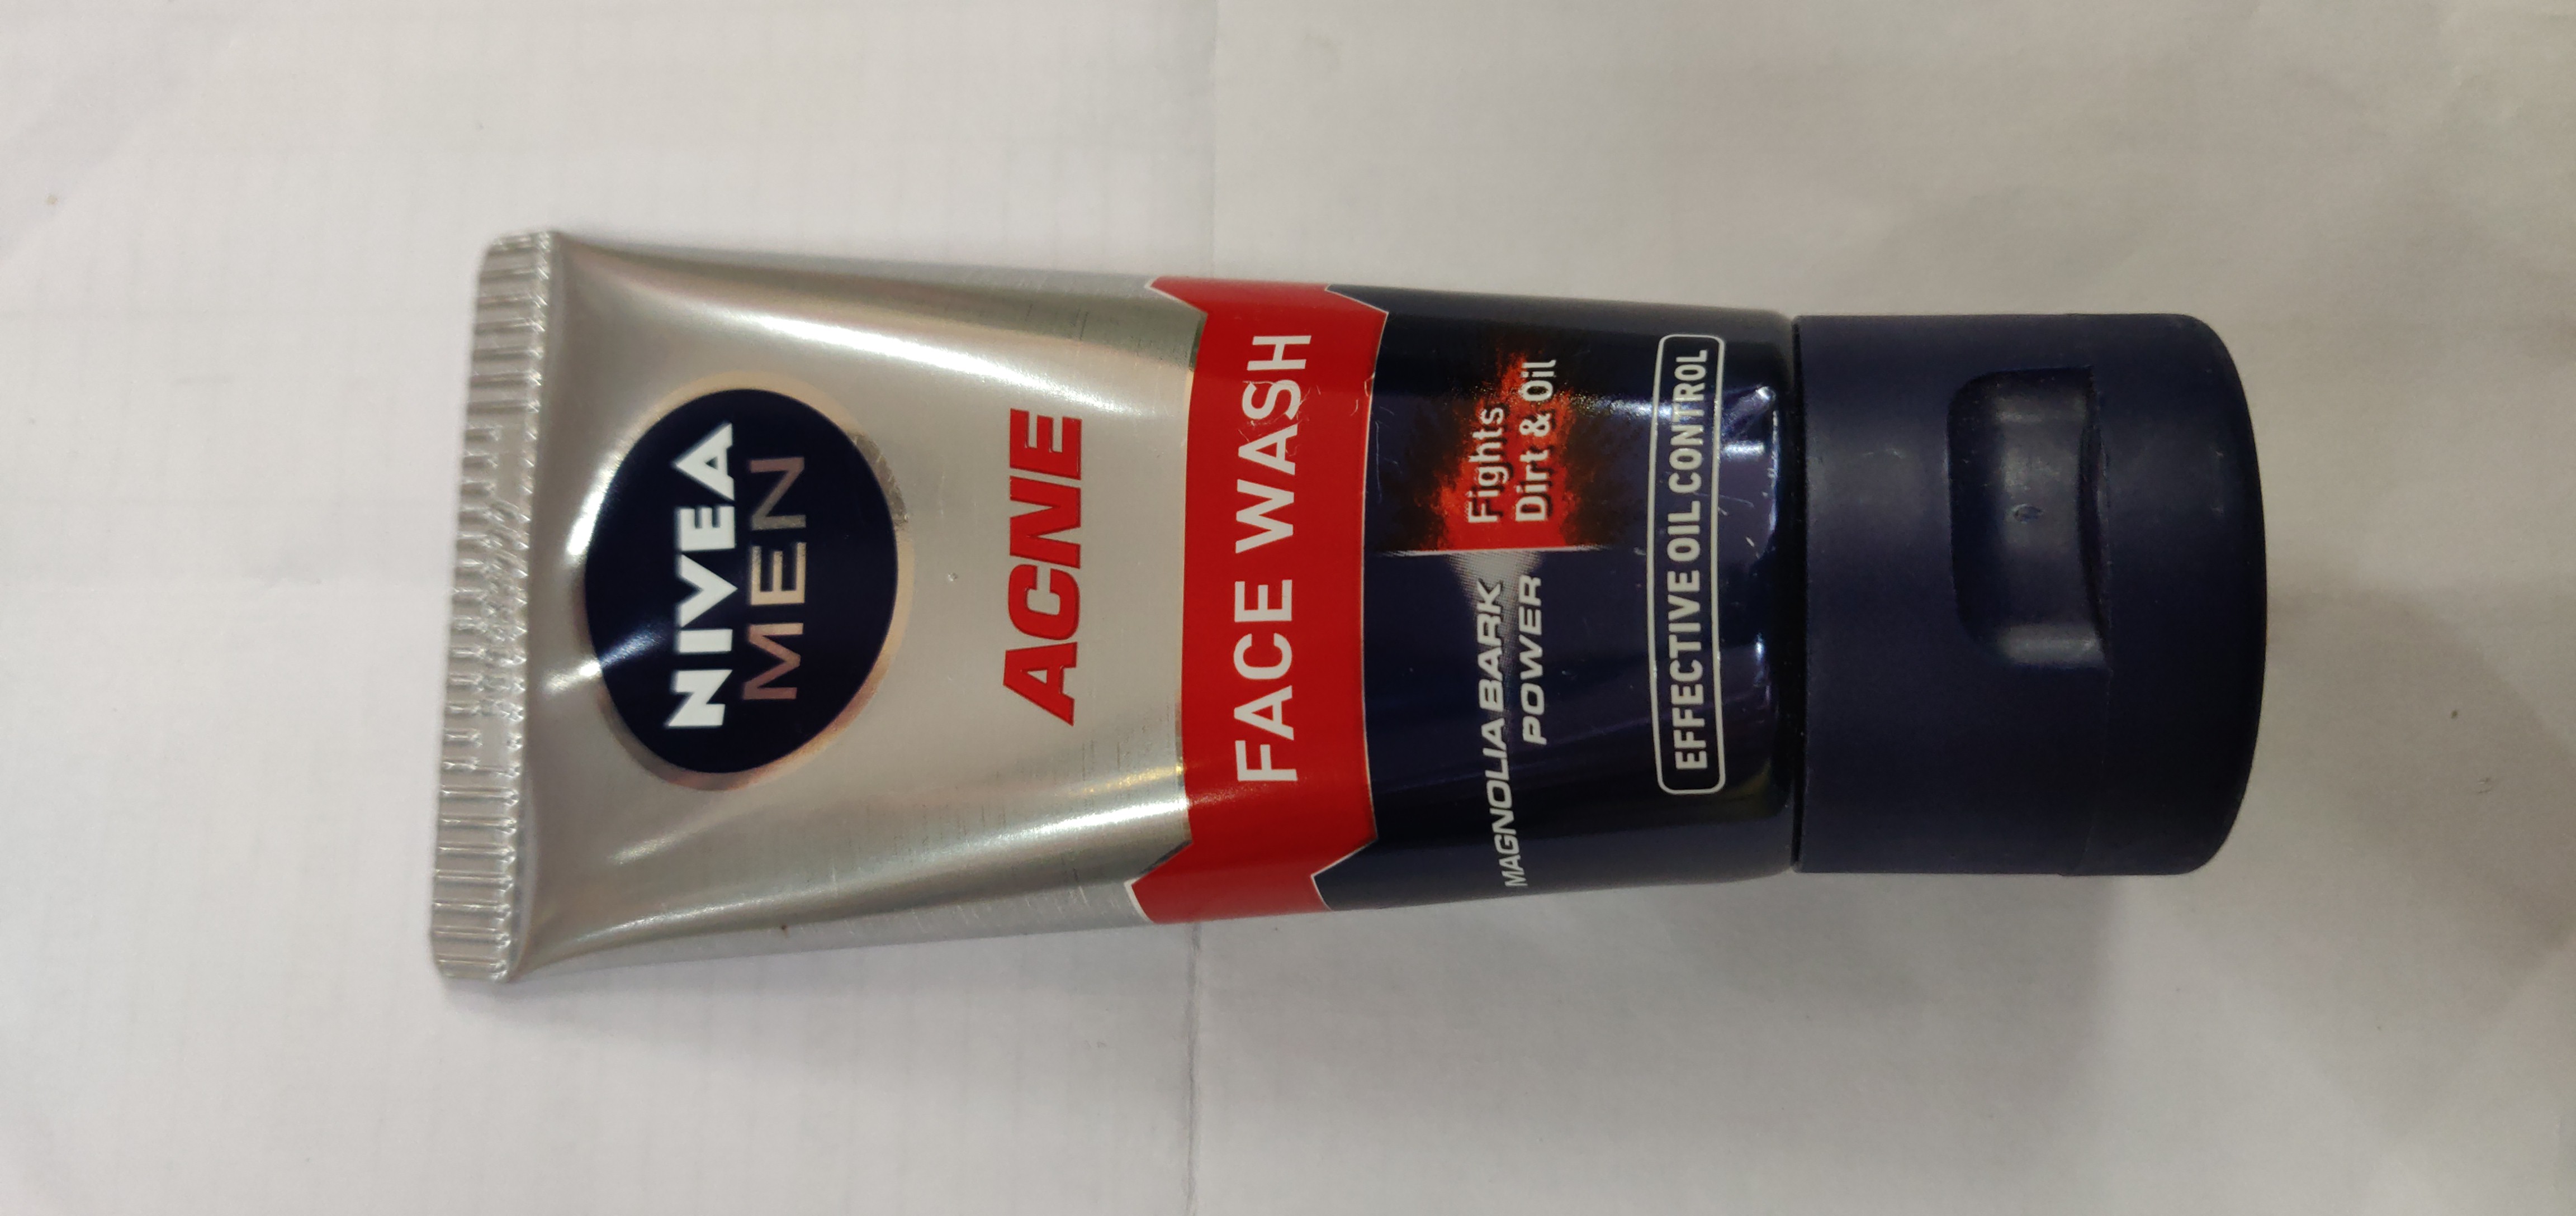 NIVEA
MEN
ACNE
FACE WASH
MAGNOLIA BARK
POWER
Fights
Dirt & Oil
EFFECTIVE OIL CONTROL